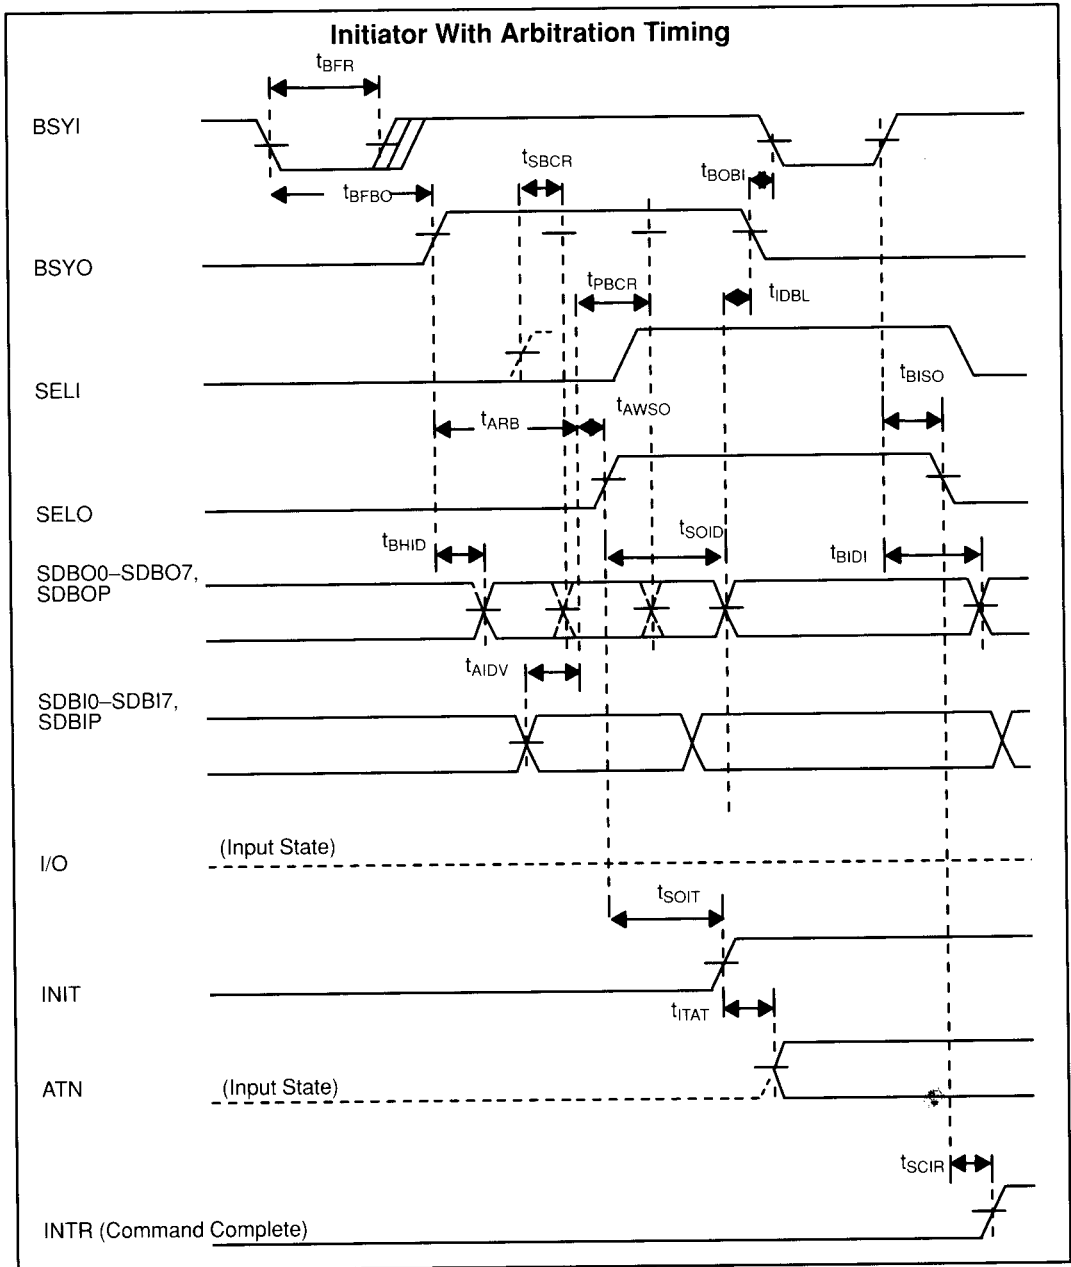 Initiator With Arbitration Timing
tBFR
BSYI
tSBCR
tBOBI
tBFBO
BSYO
tPBCR
tIDBL
SELI
tBISO
tARB
tAWSO
SELO
tBHID
tSOID
tBIDI
SDBO0–SDBO7,
SDBOP
tAIDV
SDBI0–SDBI7,
SDBIP
(Input State)
I/O
tSOIT
INIT
tITAT
ATN
(Input State)
tSCIR
INTR (Command Complete)